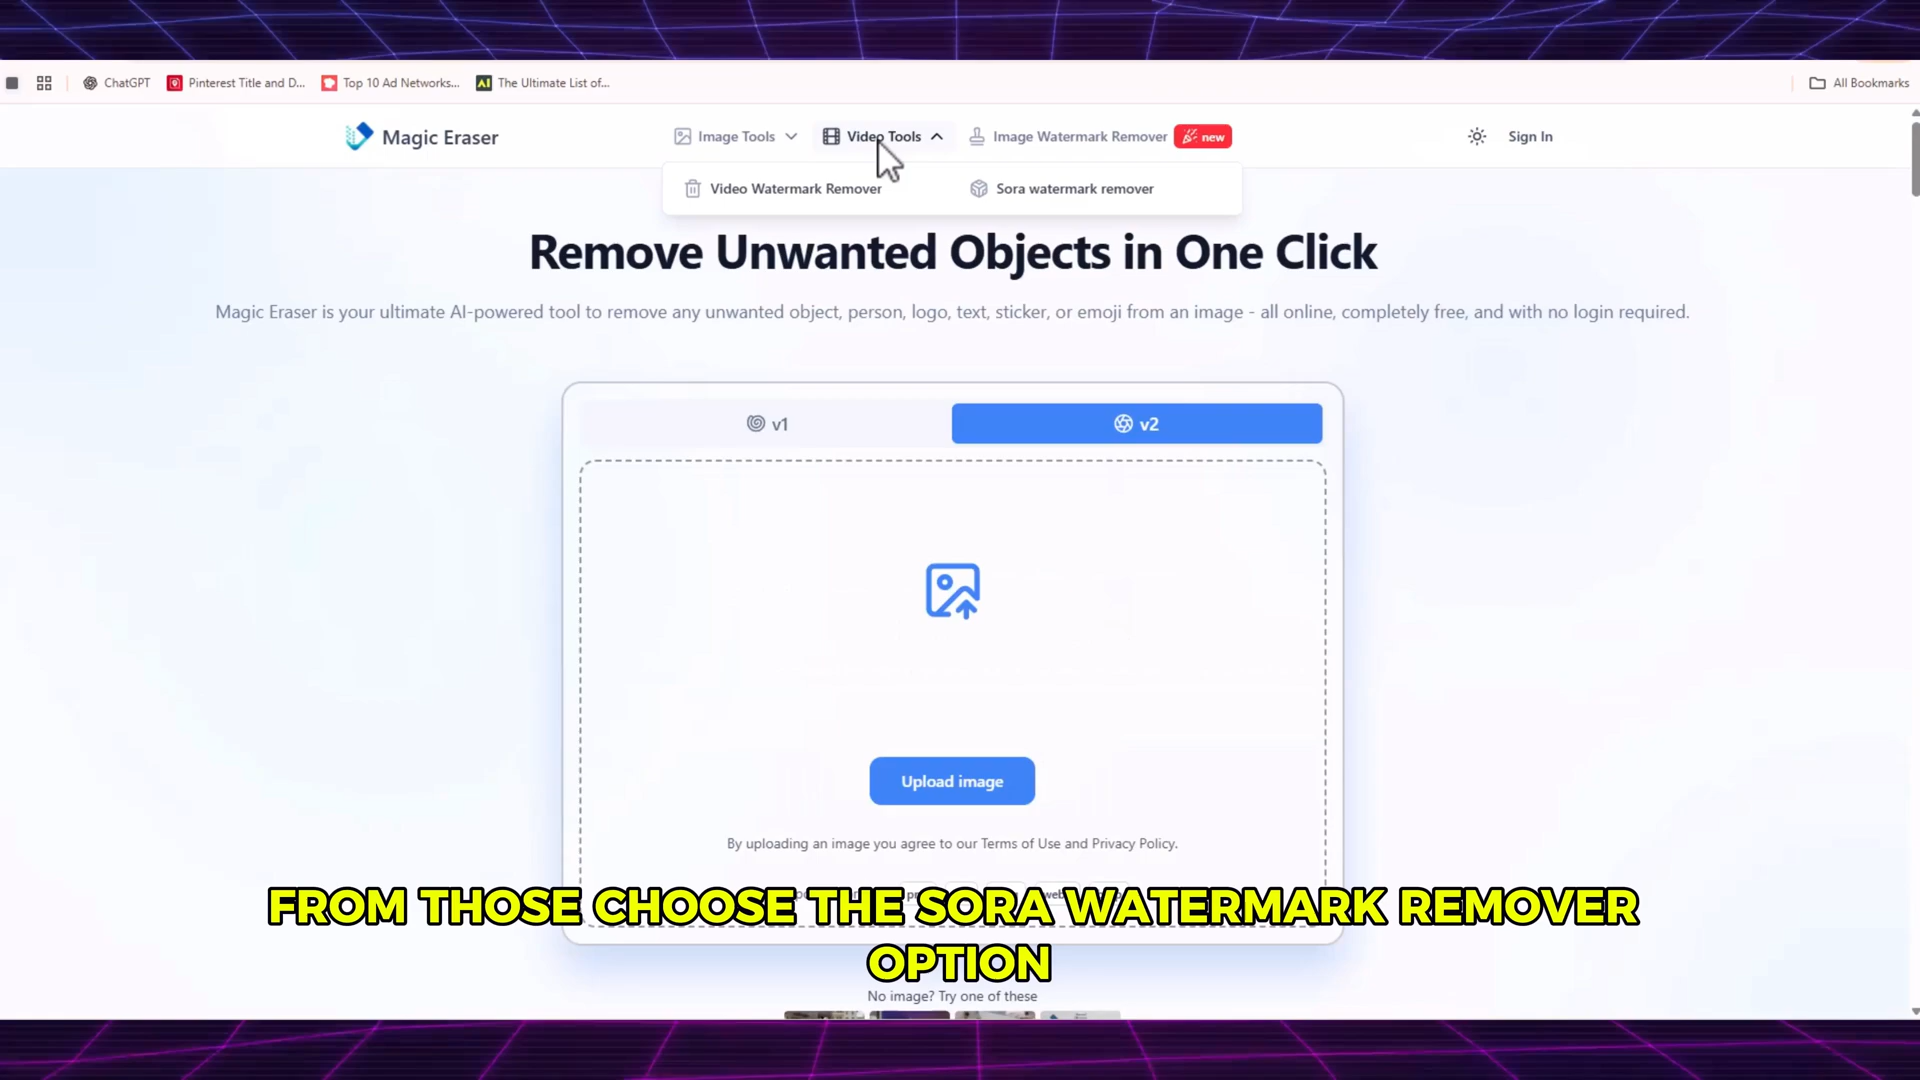 ChatGPT
Pinterest Title and D...
Top 10 Ad Networks...
AI
The Ultimate List of...
All Bookmarks
Magic Eraser
Image Tools
Video Tools
Image Watermark Remover
new
Sign In
Video Watermark Remover
Sora watermark remover
Remove Unwanted Objects in One Click
Magic Eraser is your ultimate AI-powered tool to remove any unwanted object, person, logo, text, sticker, or emoji from an image - all online, completely free, and with no login required.
v1
v2
Upload image
By uploading an image you agree to our Terms of Use and Privacy Policy.
FROM THOSE CHOOSE THE SORA WATERMARK REMOVER
OPTION
No image? Try one of these